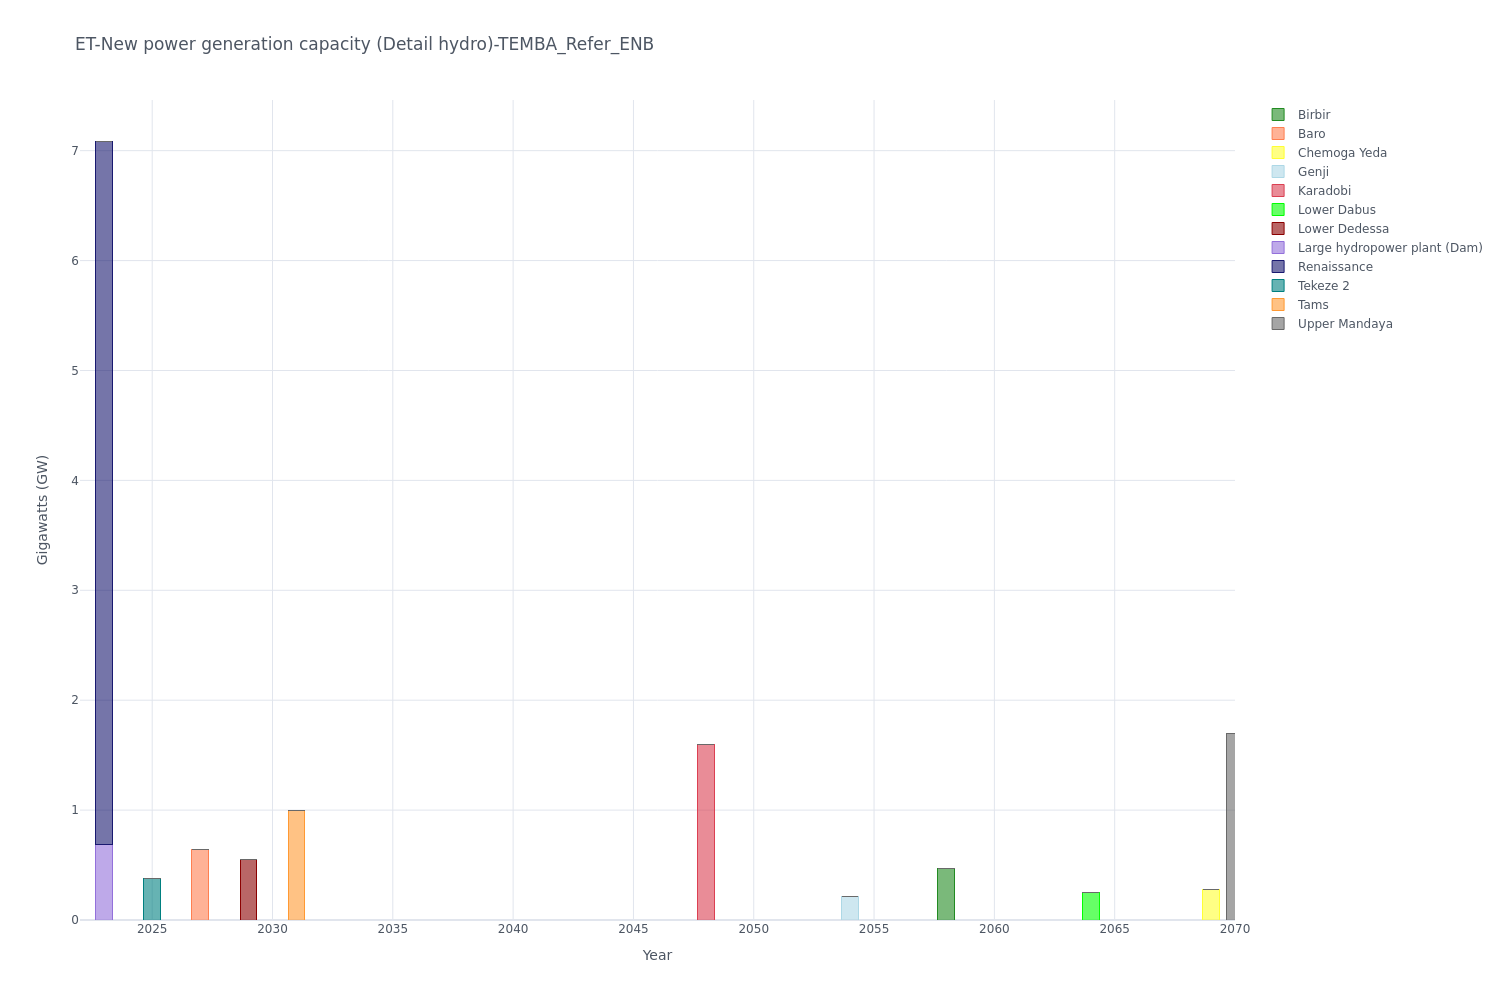 ET-New power generation capacity (Detail hydro)-TEMBA_Refer_ENB
Birbir
Baro
Chemoga Yeda
Genji
Karadobi
Lower Dabus
Lower Dedessa
Large hydropower plant (Dam)
Renaissance
Tekeze 2
Tams
Upper Mandaya
7
6
5
4
3
2
1
0
Gigawatts (GW)
2025 2030 2035 2040 2045 2050 2055 2060 2065 2070
Year